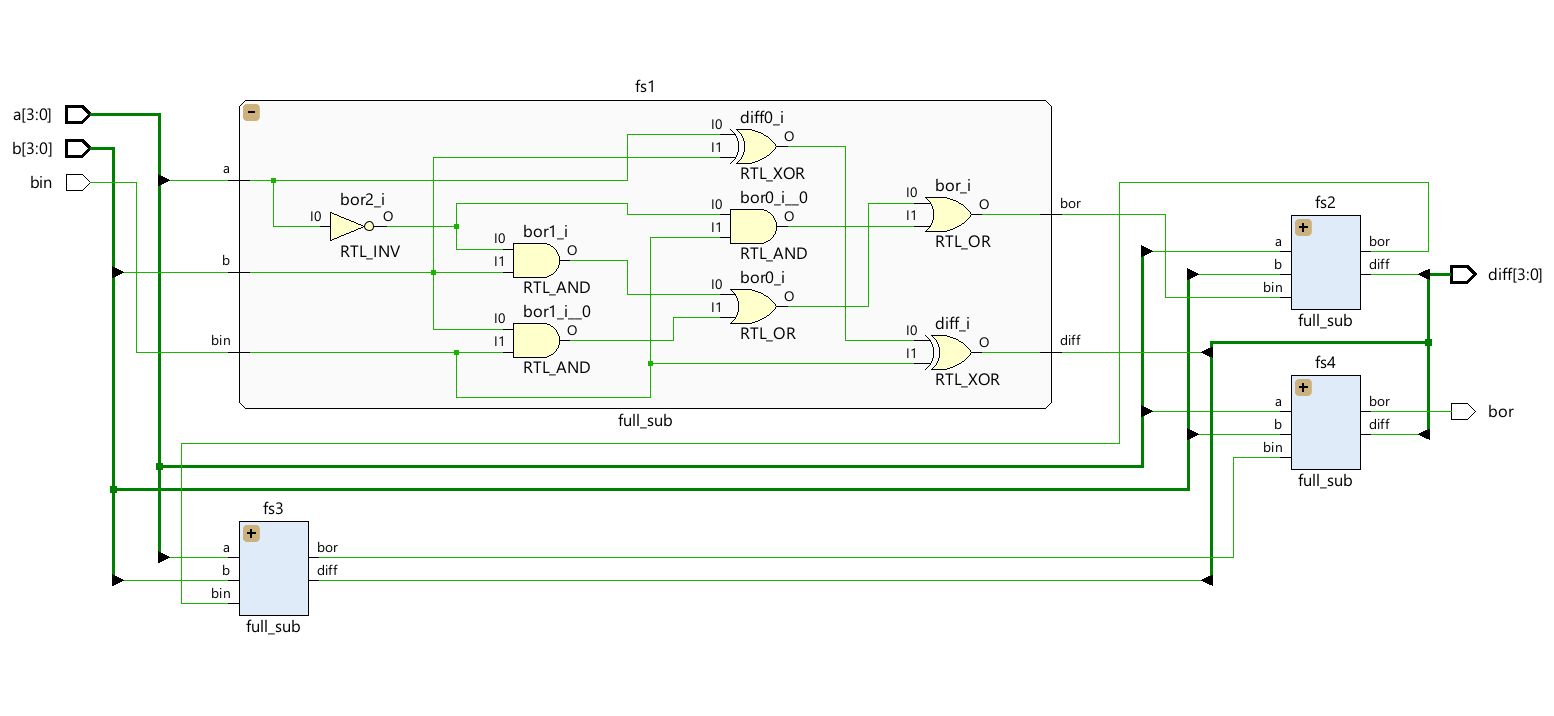 fs1
a[3:0]
b[3:0]
bin
a
b
bin
bor2_i
I0
O
RTL_INV
bor1_i
I0
I1
O
RTL_AND
bor1_i__0
I0
I1
O
RTL_AND
diff0_i
I0
I1
O
RTL_XOR
bor0_i__0
I0
I1
O
RTL_AND
bor0_i
I0
I1
O
RTL_OR
bor_i
I0
I1
O
RTL_OR
diff_i
I0
I1
O
RTL_XOR
bor
diff
full_sub
fs2
a
b
bin
bor
diff
full_sub
diff[3:0]
fs4
a
b
bin
bor
diff
full_sub
bor
fs3
a
b
bin
bor
diff
full_sub